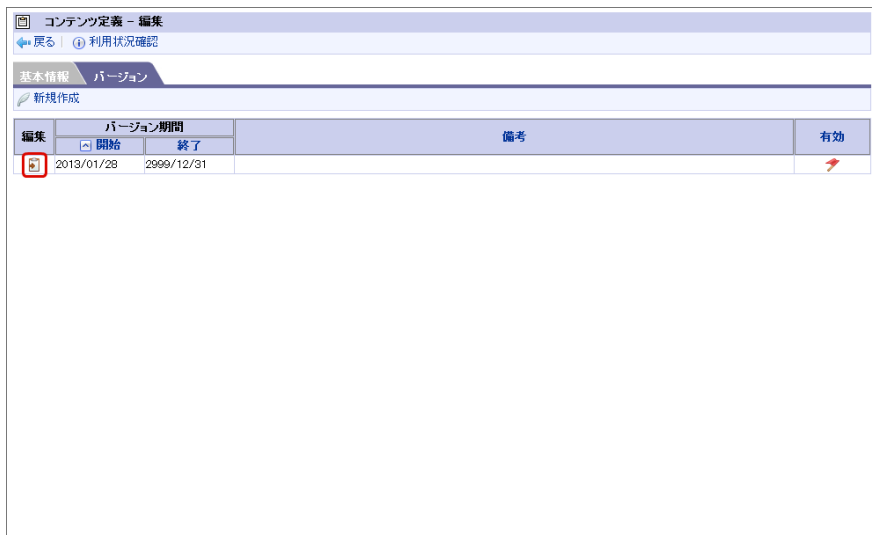 コンテンツ定義 - 編集
戻る 利用状況確認
基本情報 バージョン
新規作成
編集 バージョン期間 備考 有効
開始 終了
2013/01/28 2999/12/31